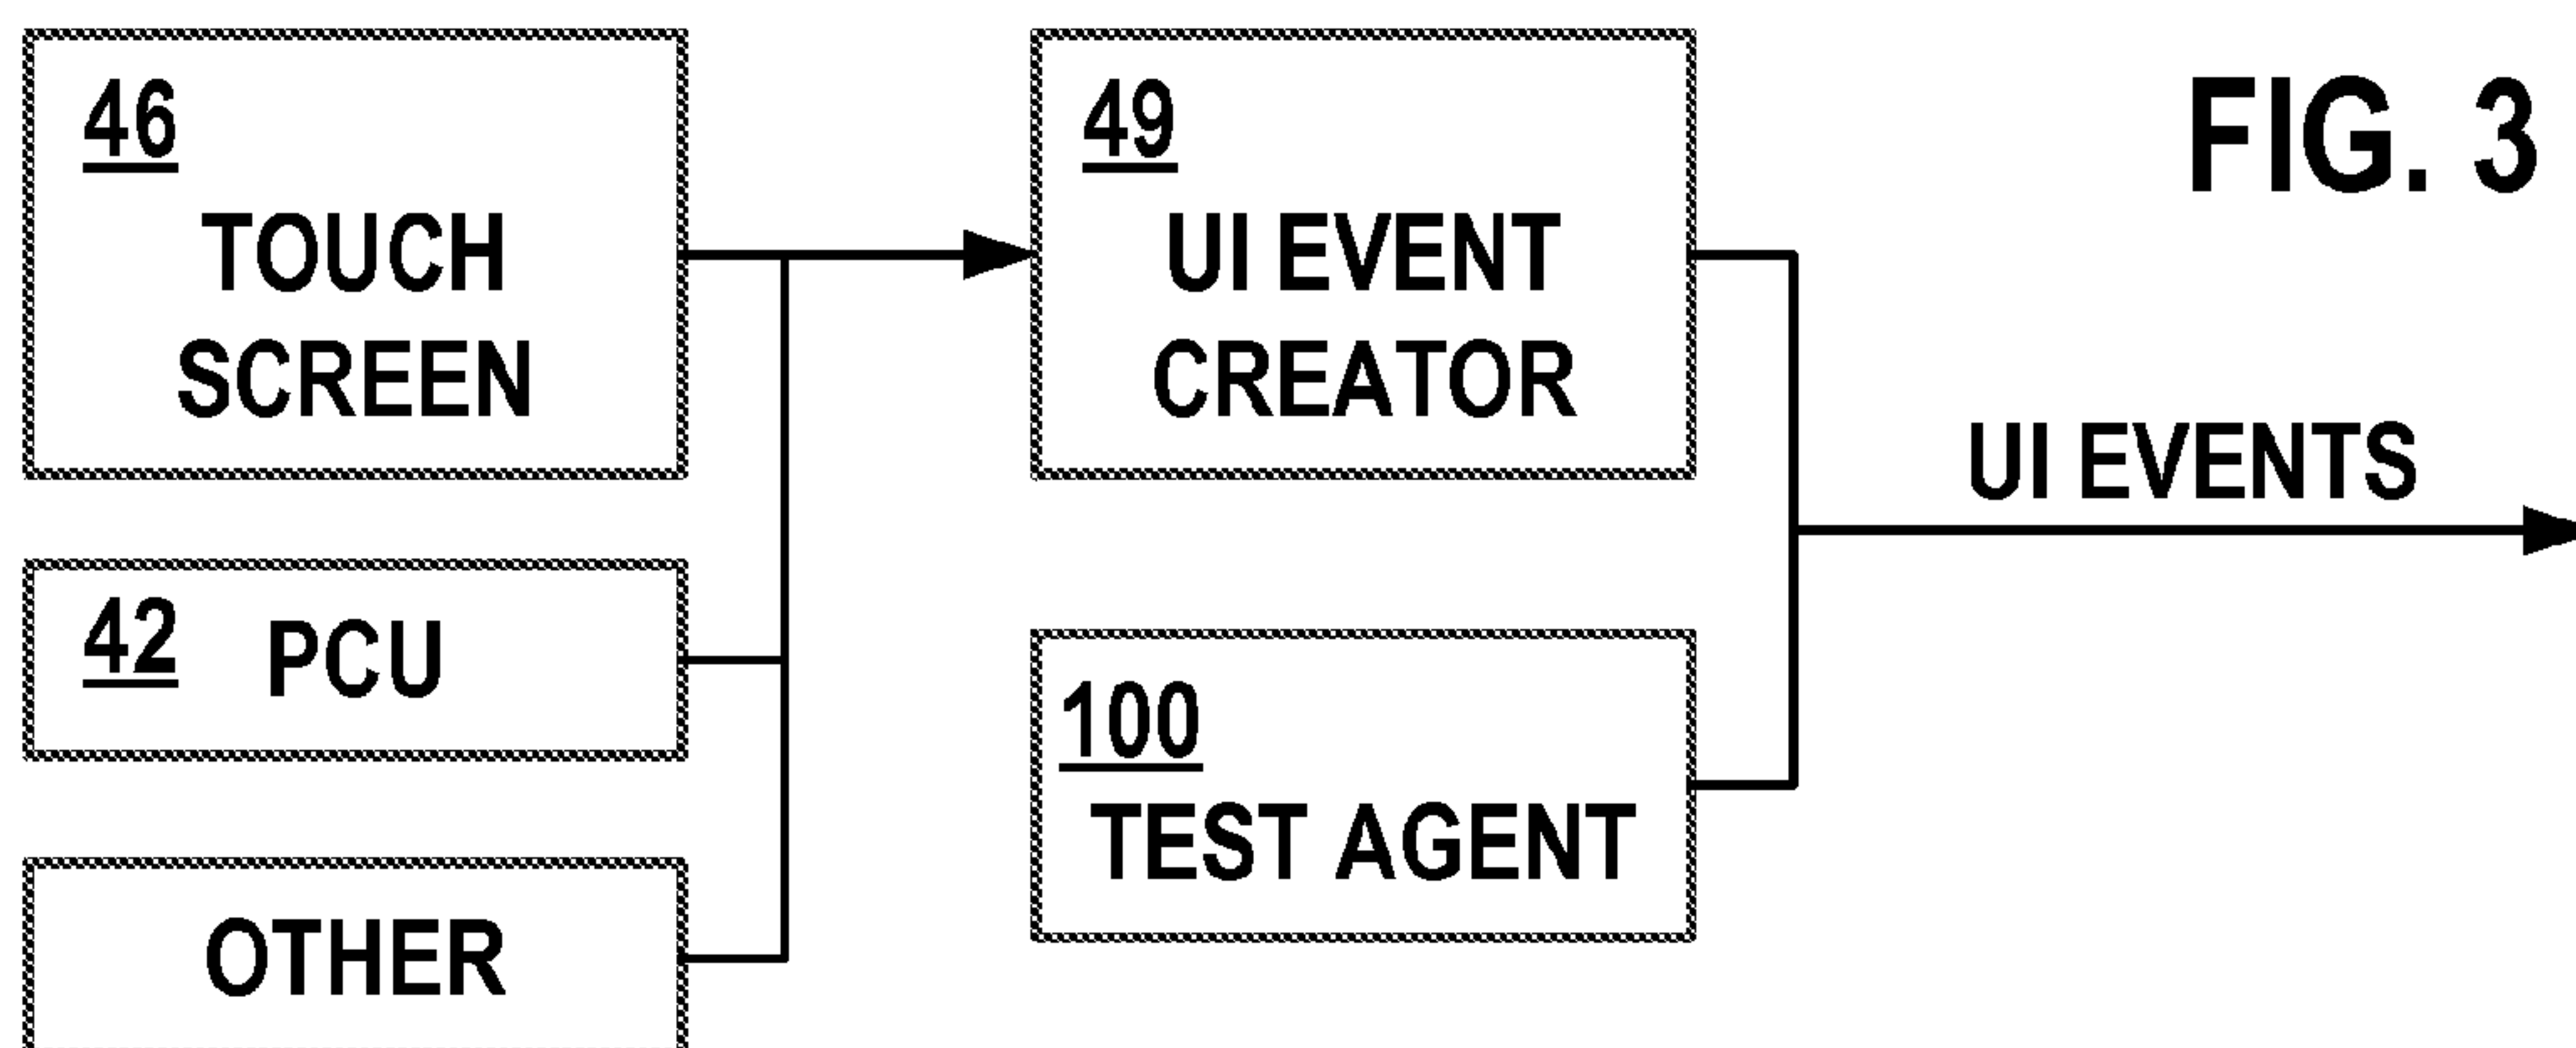 46
TOUCH
SCREEN
42 PCU
OTHER
49
UI EVENT
CREATOR
100
TEST AGENT
UI EVENTS
FIG. 3